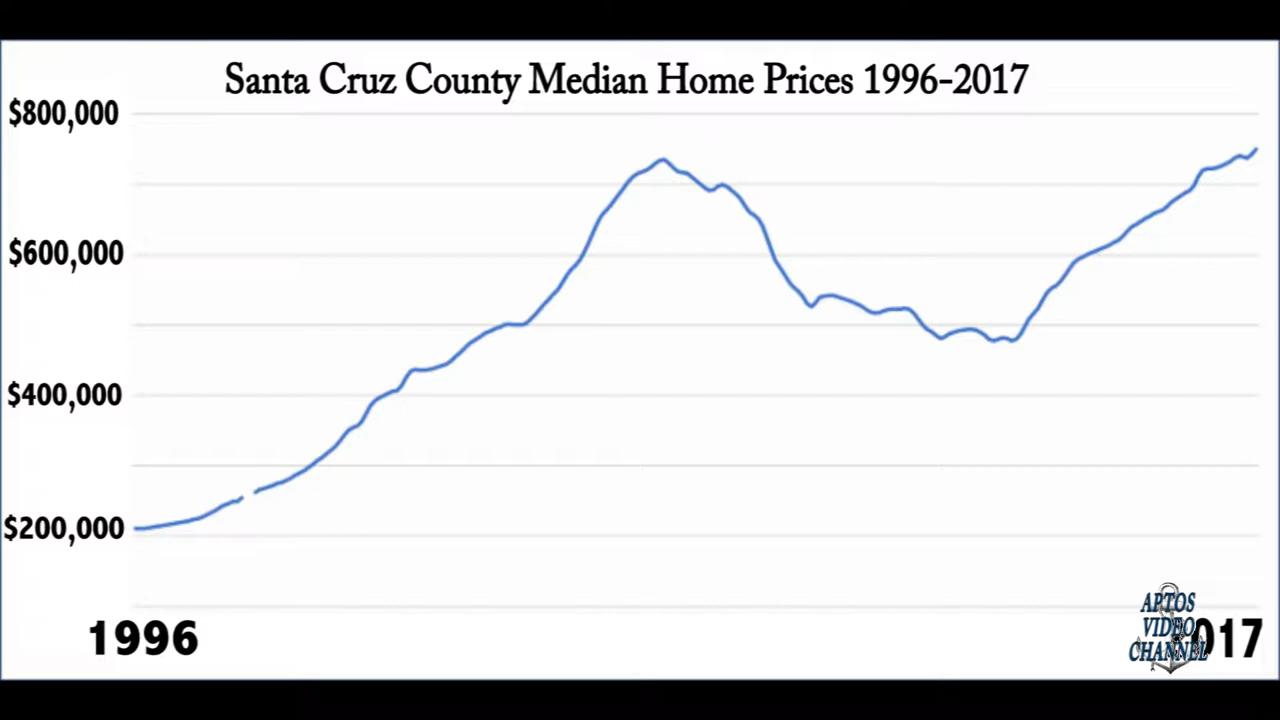 Santa Cruz County Median Home Prices 1996-2017
$800,000
$600,000
$400,000
$200,000
1996
017
APTOS
VIDEO
CHANNEL